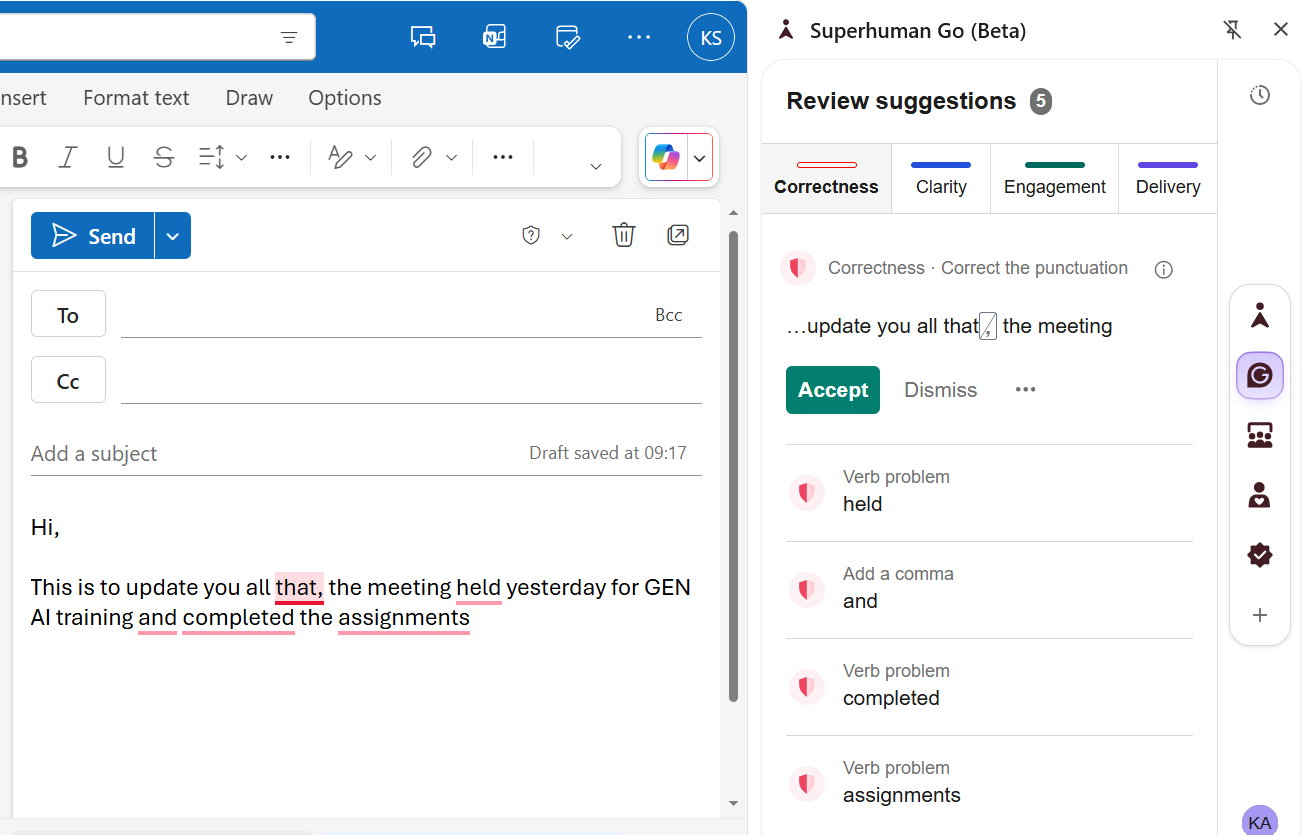 KS
nsert Format text Draw Options
B I U S
Send
To Bcc
Cc
Add a subject Draft saved at 09:17
Hi,
This is to update you all that, the meeting held yesterday for GEN
AI training and completed the assignments
Superhuman Go (Beta)
Review suggestions 5
Correctness Clarity Engagement Delivery
Correctness · Correct the punctuation
…update you all that, the meeting
Accept Dismiss
Verb problem
held
Add a comma
and
Verb problem
completed
Verb problem
assignments
KA